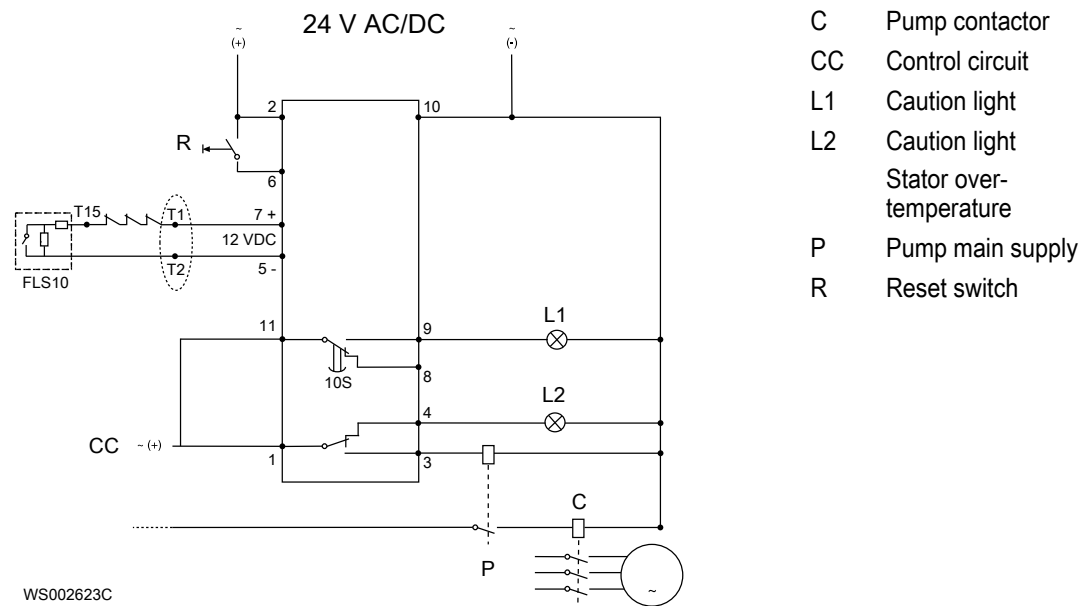 24 V AC/DC
~
(+)
~
(-)
2
10
R
6
T15
T1
7 +
12 VDC
T2
5 -
FLS10
11
9
L1
10S
8
4
L2
CC ~ (+)
1
3
C
P
~
WS002623C
C Pump contactor
CC Control circuit
L1 Caution light
L2 Caution light
Stator over-
temperature
P Pump main supply
R Reset switch